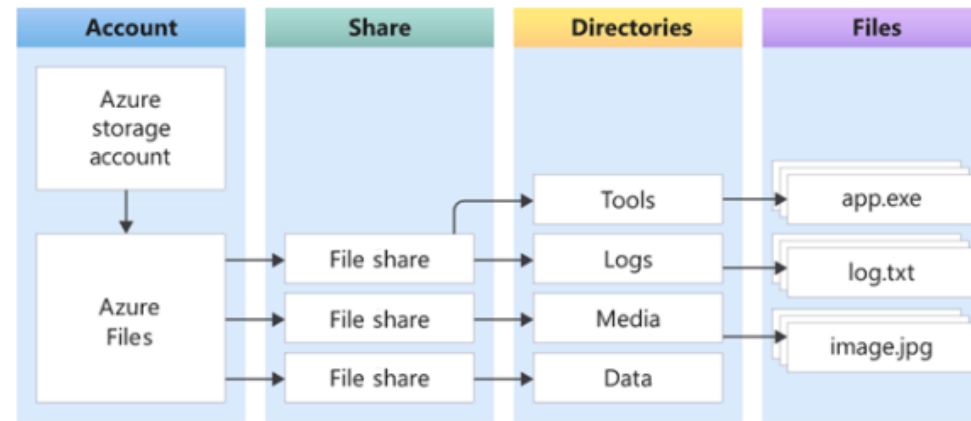 Account
Share
Directories
Files
Azure
storage
account
Azure
Files
File share
File share
File share
Tools
Logs
Media
Data
app.exe
log.txt
image.jpg